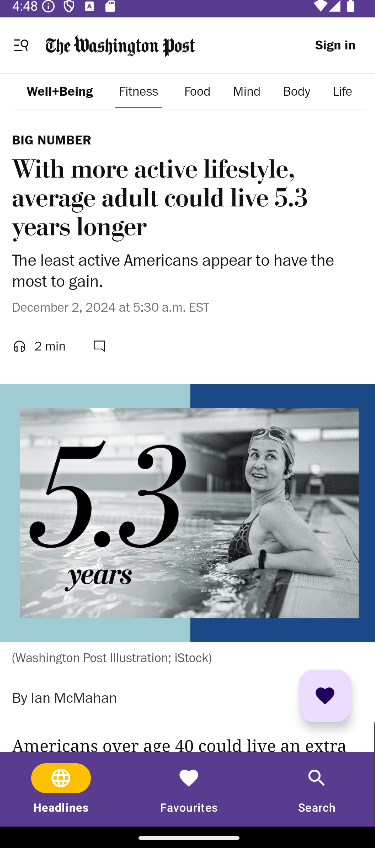 4:48
The Washington Post
Sign in
Well+Being Fitness Food Mind Body Life
BIG NUMBER
With more active lifestyle,
average adult could live 5.3
years longer
The least active Americans appear to have the
most to gain.
December 2, 2024 at 5:30 a.m. EST
2 min
5.3
years
(Washington Post Illustration; iStock)
By Ian McMahan
Americans over age 40 could live an extra
Headlines Favourites Search